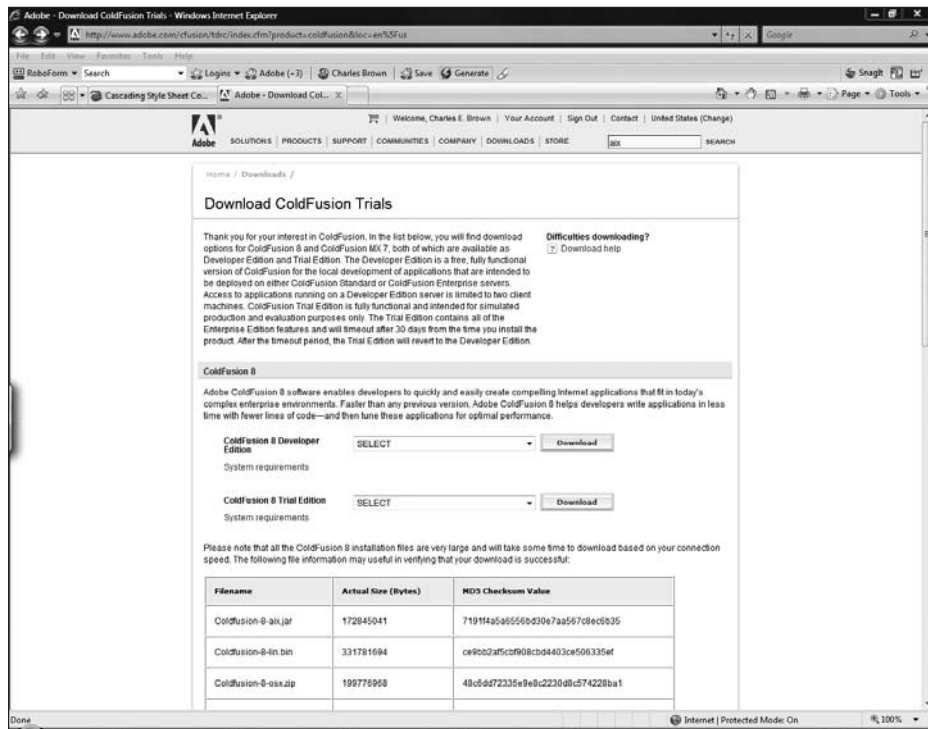 Adobe - Download ColdFusion Trials - Windows Internet Explorer
http://www.adobe.com/cfusion/tdrc/index.cfm?product=coldfusion&loc=en%5Fus
Google
File Edit View Favorites Tools Help
RoboForm Search Logins Adobe (+3) Charles Brown Save Generate SnagIt
Cascading Style Sheet Co... Adobe - Download Col... Page Tools
Welcome, Charles E. Brown | Your Account | Sign Out | Contact | United States (Change)
Adobe SOLUTIONS | PRODUCTS | SUPPORT | COMMUNITIES | COMPANY | DOWNLOADS | STORE aix SEARCH
Home / Downloads /
Download ColdFusion Trials
Thank you for your interest in ColdFusion. In the list below, you will find download
options for ColdFusion 8 and ColdFusion MX 7, both of which are available as
Developer Edition and Trial Edition. The Developer Edition is a free, fully functional
version of ColdFusion for the local development of applications that are intended to
be deployed on either ColdFusion Standard or ColdFusion Enterprise servers.
Access to applications running on a Developer Edition server is limited to two client
machines. ColdFusion Trial Edition is fully functional and intended for simulated
production and evaluation purposes only. The Trial Edition contains all of the
Enterprise Edition features and will timeout after 30 days from the time you install the
product. After the timeout period, the Trial Edition will revert to the Developer Edition.
Difficulties downloading?
? Download help
ColdFusion 8
Adobe ColdFusion 8 software enables developers to quickly and easily create compelling Internet applications that fit in today's
complex enterprise environments. Faster than any previous version, Adobe ColdFusion 8 helps developers write applications in less
time with fewer lines of code—and then tune these applications for optimal performance.
ColdFusion 8 Developer
Edition
SELECT Download
System requirements
ColdFusion 8 Trial Edition SELECT Download
System requirements
Please note that all the ColdFusion 8 installation files are very large and will take some time to download based on your connection
speed. The following file information may useful in verifying that your download is successful:
Filename Actual Size (Bytes) MD5 Checksum Value
Coldfusion-8-aix.jar 172845041 7191f4a5a6556bd30e7aa567c8ec6b35
Coldfusion-8-lin.bin 331781694 ce9bb2af5cbf908cbd4403ce506335ef
Coldfusion-8-osx.zip 199776968 48c6dd72335e9e8c2230d8c574228ba1
Done Internet | Protected Mode: On 100%